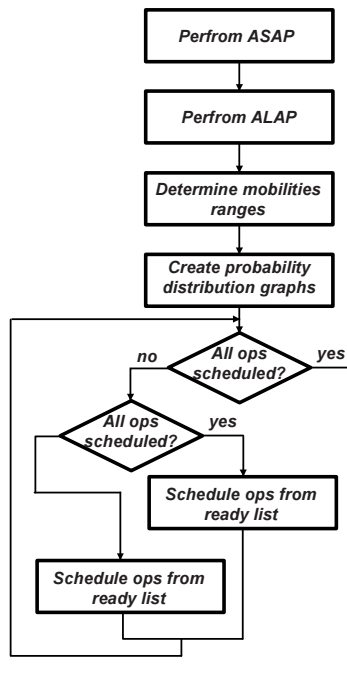 Perfrom ASAP
Perfrom ALAP
Determine mobilities
ranges
Create probability
distribution graphs
no
All ops
scheduled?
yes
All ops
scheduled?
yes
Schedule ops from
ready list
Schedule ops from
ready list